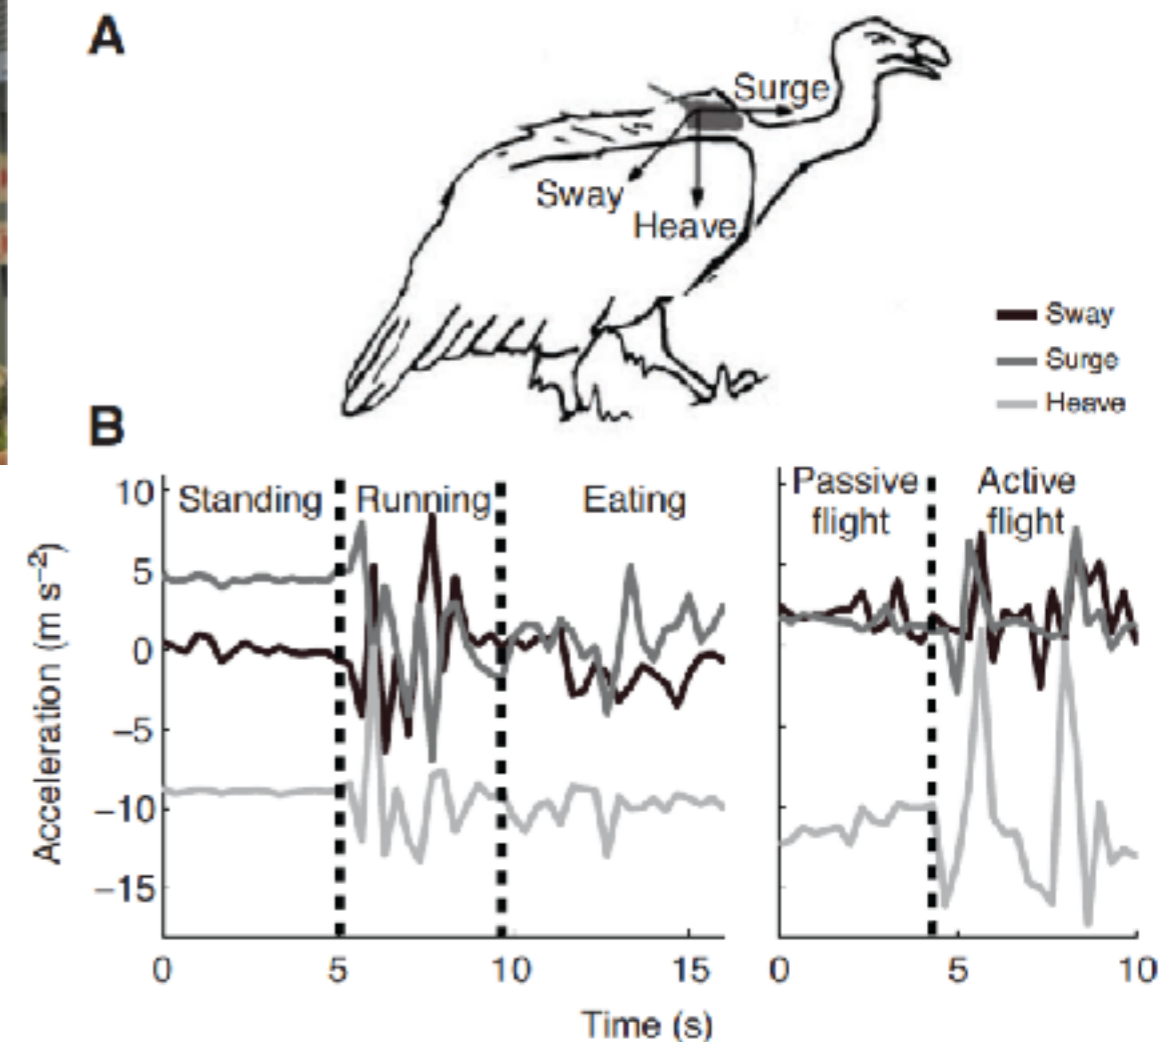 A
Surge
Sway
Heave
Sway
Surge
Heave
B
Standing
Running
Eating
Passive
flight
Active
flight
Acceleration (m s⁻²)
10
5
0
−5
−10
−15
0
5
10
15
0
5
10
Time (s)